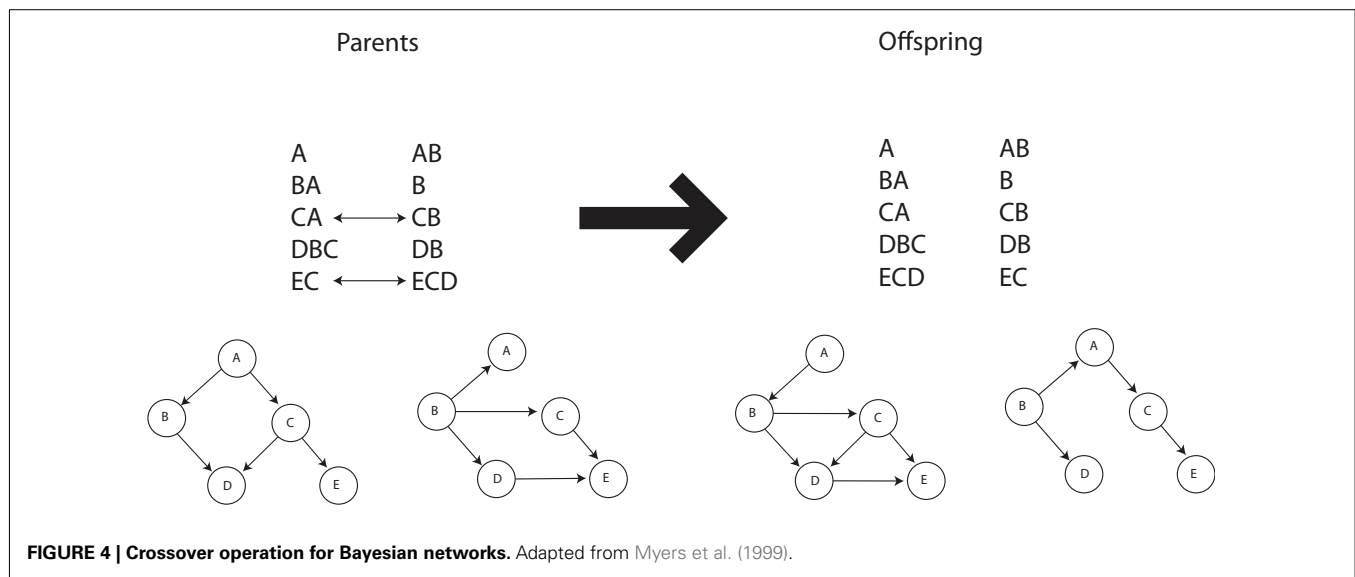 Parents Offspring
A AB
BA B
CA CB
DBC DB
EC ECD
A AB
BA B
CA CB
DBC DB
ECD EC
A
B
C
D
E
A
B
C
D
E
A
B
C
D
E
A
B
C
D
E
FIGURE 4 | Crossover operation for Bayesian networks. Adapted from Myers et al. (1999).